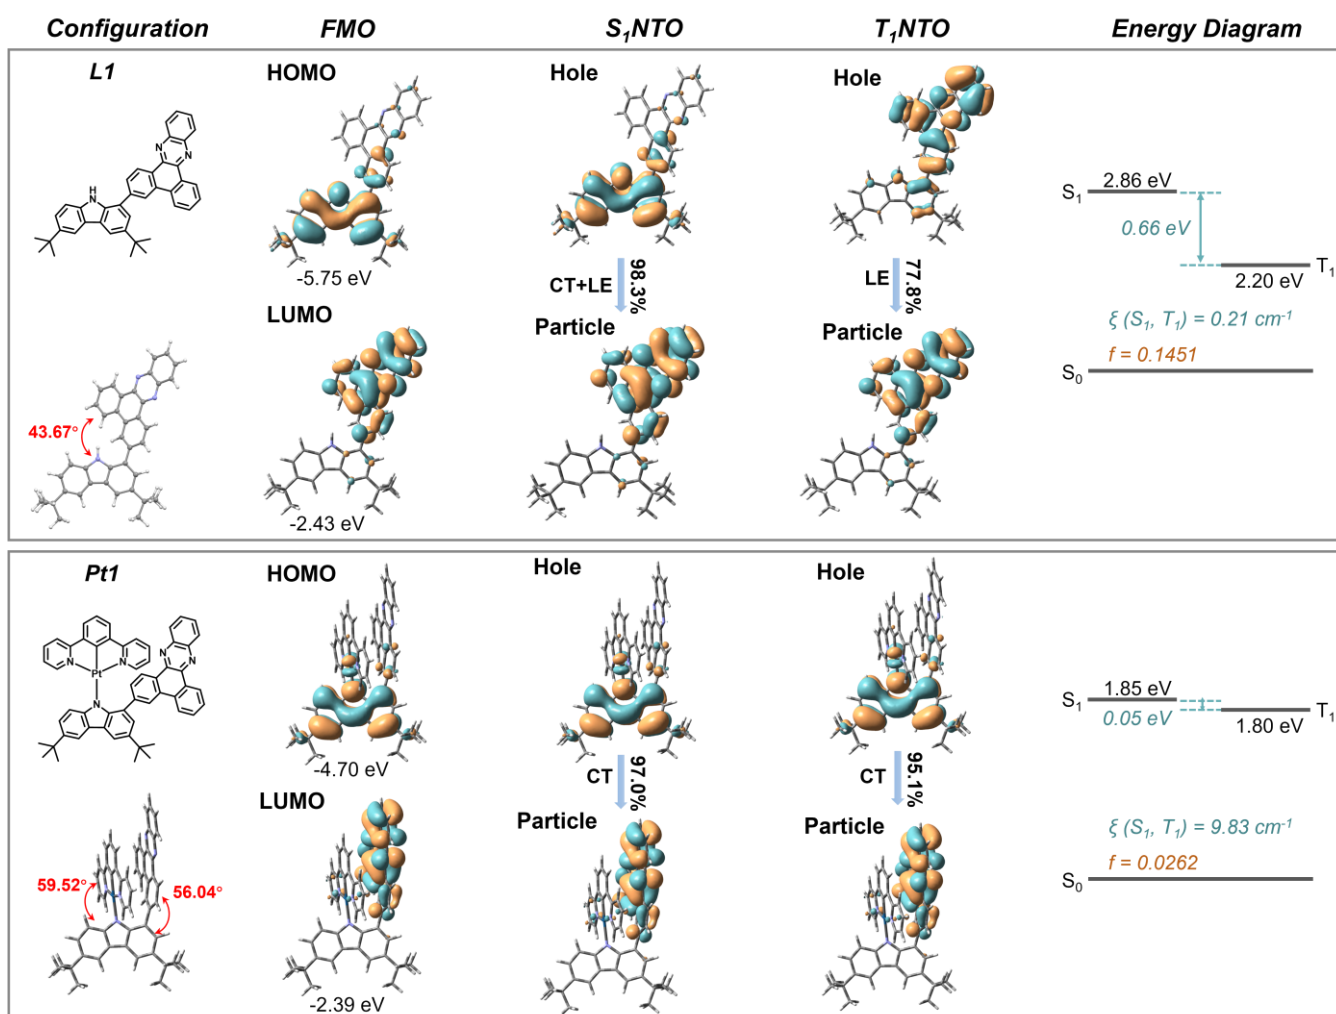 Configuration FMO S1NTO T1NTO Energy Diagram
L1
HOMO
Hole
Hole
H
N
N
N
-5.75 eV
CT+LE
98.3%
LE
77.8%
S1
2.86 eV
0.66 eV
T1
2.20 eV
LUMO
Particle
Particle
ξ (S1, T1) = 0.21 cm-1
f = 0.1451
S0
43.67°
-2.43 eV
Pt1
HOMO
Hole
Hole
N
N
Pt
N
N
N
-4.70 eV
CT
97.0%
CT
95.1%
S1
1.85 eV
0.05 eV
T1
1.80 eV
LUMO
Particle
Particle
ξ (S1, T1) = 9.83 cm-1
f = 0.0262
S0
59.52°
56.04°
-2.39 eV